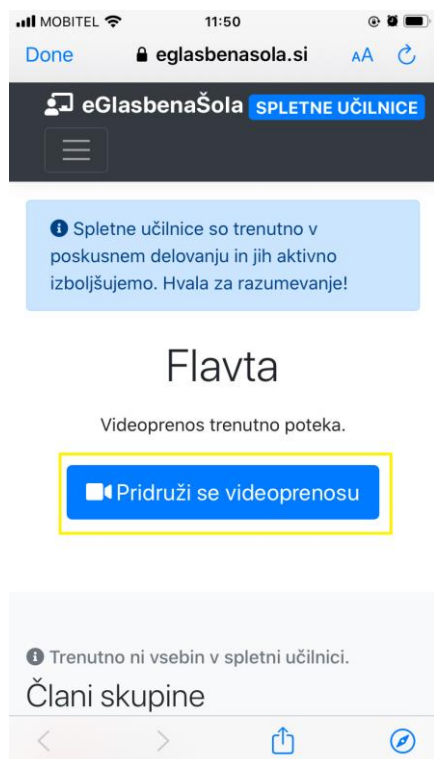 MOBITEL 11:50
Done eglasbenasola.si AA
eGlasbenaŠola SPLETNE UČILNICE
Spletne učilnice so trenutno v
poskusnem delovanju in jih aktivno
izboljšujemo. Hvala za razumevanje!
Flavta
Videoprenos trenutno poteka.
Pridruži se videoprenosu
Trenutno ni vsebin v spletni učilnici.
Člani skupine